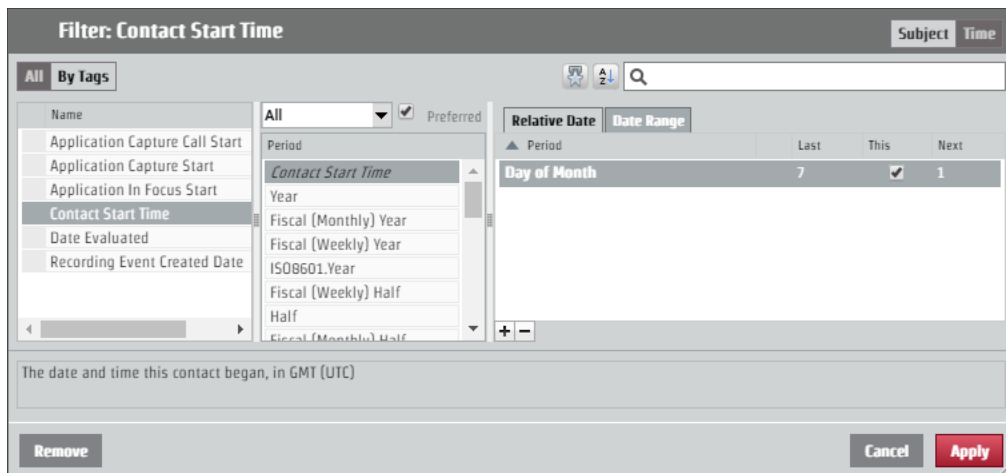 Filter: Contact Start Time
Subject Time
All By Tags
Name
Application Capture Call Start
Application Capture Start
Application In Focus Start
Contact Start Time
Date Evaluated
Recording Event Created Date
All Preferred
Period
Contact Start Time
Year
Fiscal (Monthly) Year
Fiscal (Weekly) Year
ISO8601.Year
Fiscal (Weekly) Half
Half
Fiscal (Monthly) Half
Relative Date Date Range
Period Last This Next
Day of Month 7 1
The date and time this contact began, in GMT (UTC)
Remove Cancel Apply